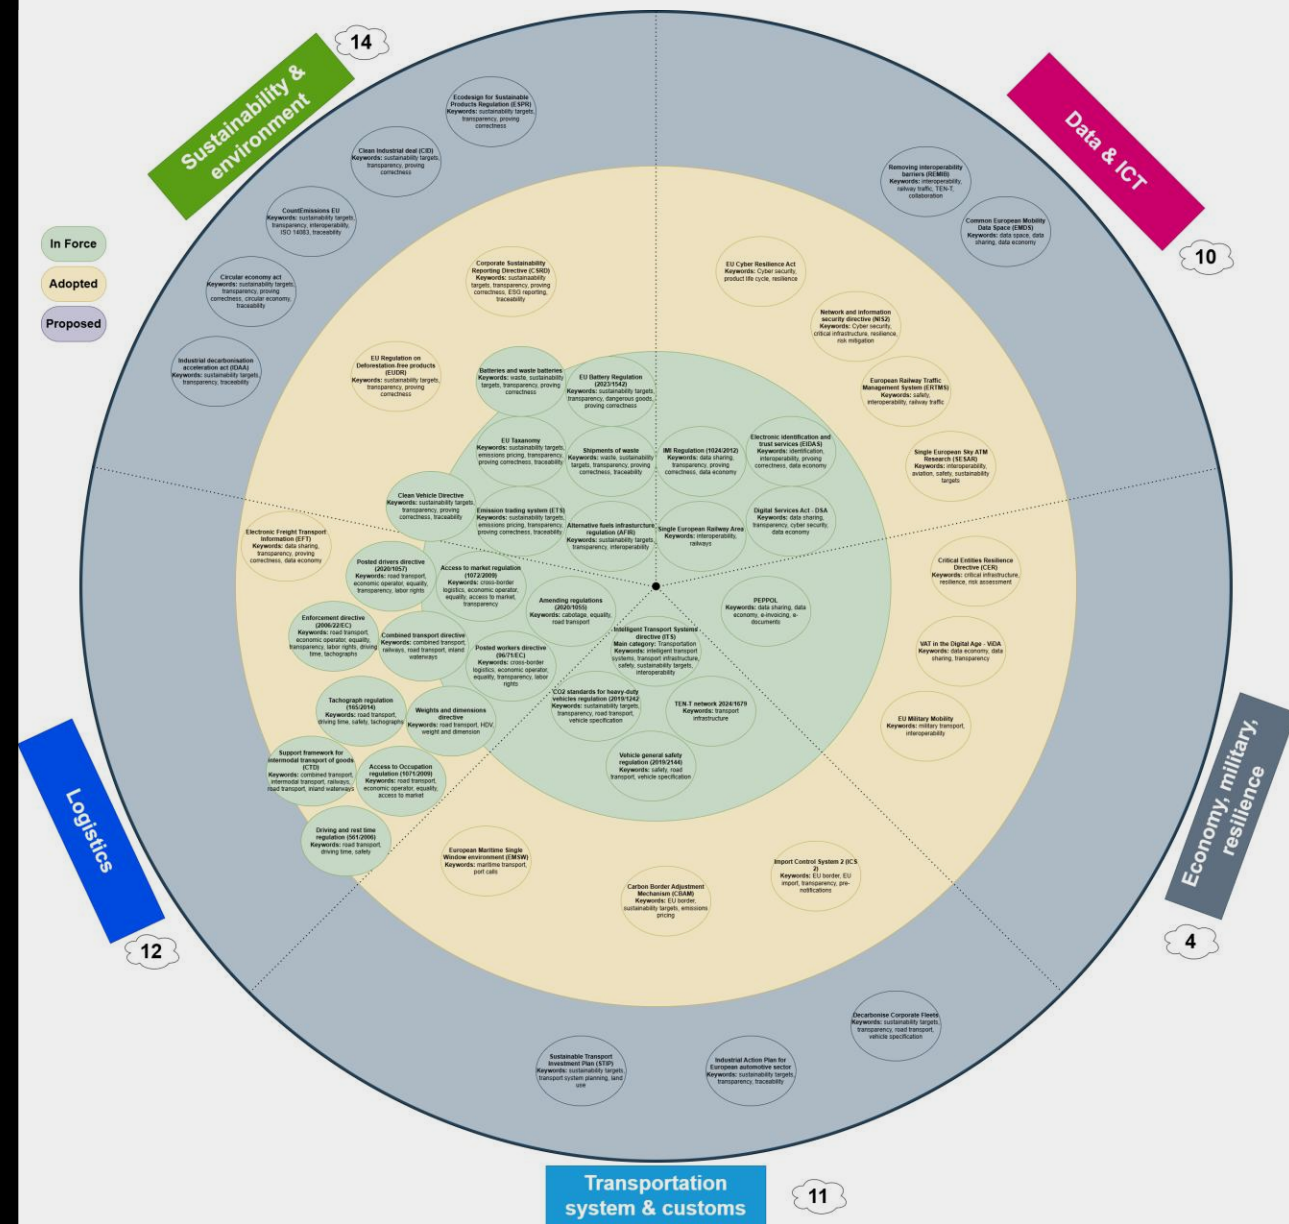 14
Sustainability &
environment
In Force
Adopted
Proposed
Ecodesign for Sustainable
Products Regulation (ESPR)
Keywords: sustainability targets,
transparency, proving
correctness
Clean Industrial deal (CID)
Keywords: sustainability targets,
transparency, proving
correctness
CountEmissions EU
Keywords: sustainability targets,
transparency, interoperability,
ISO 14083, traceability
Circular economy act
Keywords: sustainability targets,
transparency, proving
correctness, circular economy,
traceability
Industrial decarbonisation
acceleration act (IDAA)
Keywords: sustainability targets,
transparency, traceability
Corporate Sustainability
Reporting Directive (CSRD)
Keywords: sustainaability
targets, transparency, proving
correctness, ESG reporting,
traceability
EU Regulation on
Deforestation-free products
(EUDR)
Keywords: sustainability targets,
transparency, proving
correctness
Batteries and waste batteries
Keywords: waste, sustainability
targets, transparency, proving
correctness
EU Battery Regulation
(2023/1542)
Keywords: sustainability targets,
transparency, dangerous goods,
proving correctness
EU Taxanomy
Keywords: sustainability targets,
emissions pricing, transparency,
proving correctness, traceability
Shipments of waste
Keywords: waste, sustainability
targets, transparency, proving
correctness, traceability
Clean Vehicle Directive
Keywords: sustainability targets,
transparency, proving
correctness, traceability
Emission trading system (ETS)
Keywords: sustainability targets,
emissions pricing, transparency,
proving correctness, traceability
Alternative fuels infrasturcture
regulation (AFIR)
Keywords: sustainability targets,
transparency, interoperability
Data & ICT
10
Removing interoperability
barriers (REMIB)
Keywords: interoperability,
railway traffic, TEN-T,
collaboration
Common European Mobility
Data Space (EMDS)
Keywords: data space, data
sharing, data economy
EU Cyber Resilience Act
Keywords: Cyber security,
product life cycle, resilience
Network and information
security directive (NIS2)
Keywords: Cyber security,
critical infrastructure, resilience,
risk mitigation
European Railway Traffic
Management System (ERTMS)
Keywords: safety,
interoperability, railway traffic
Single European Sky ATM
Research (SESAR)
Keywords: interoperability,
aviation, safety, sustainability
targets
IMI Regulation (1024/2012)
Keywords: data sharing,
transparency, proving
correctness, data economy
Electronic identification and
trust services (EIDAS)
Keywords: identification,
interoperability, proving
correctness, data economy
Digital Services Act - DSA
Keywords: data sharing,
transparency, cyber security,
data economy
Single European Railway Area
Keywords: interoperability,
railways
Economy, military,
resilience
4
Critical Entities Resilience
Directive (CER)
Keywords: critical infrastructure,
resilience, risk assessment
VAT in the Digital Age - ViDA
Keywords: data economy, data
sharing, transparency
EU Military Mobility
Keywords: military transport,
interoperability
PEPPOL
Keywords: data sharing, data
economy, e-invoicing, e-
documents
Logistics
12
Electronic Freight Transport
Information (EFT)
Keywords: data sharing,
transparency, proving
correctness, data economy
Posted drivers directive
(2020/1057)
Keywords: road transport,
economic operator, equality,
transparency, labor rights
Access to market regulation
(1072/2009)
Keywords: cross-border
logistics, economic operator,
equality, access to market,
transparency
Amending regulations
(2020/1055)
Keywords: cabotage, equality,
road transport
Enforcement directive
(2006/22/EC)
Keywords: road transport,
economic operator, equality,
transparency, labor rights, driving
time, tachographs
Combined transport directive
Keywords: combined transport,
railways, road transport, inland
waterways
Posted workers directive
(96/71/EC)
Keywords: cross-border
logistics, economic operator,
equality, transparency, labor
rights
Tachograph regulation
(165/2014)
Keywords: road transport,
driving time, safety, tachographs
Weights and dimensions
directive
Keywords: road transport, HDV,
weight and dimension
Support framework for
intermodal transport of goods
(CTD)
Keywords: combined transport,
intermodal transport, railways,
road transport, inland waterways
Access to Occupation
regulation (1071/2009)
Keywords: road transport,
economic operator, equality,
access to market
Driving and rest time
regulation (561/2006)
Keywords: road transport,
driving time, safety
Intelligent Transport Systems
directive (ITS)
Main category: Transportation
Keywords: intelligent transport
systems, transport infrastructure,
safety, sustainability targets,
interoperability
CO2 standards for heavy-duty
vehicles regulation (2019/1242
Keywords: sustainability targets,
transparency, road transport,
vehicle specification
TEN-T network 2024/1679
Keywords: transport
infrastructure
Vehicle general safety
regulation (2019/2144)
Keywords: safety, road
transport, vehicle specification
European Maritime Single
Window environment (EMSW)
Keywords: maritime transport,
port calls
Carbon Border Adjustment
Mechanism (CBAM)
Keywords: EU border,
sustainability targets, emissions
pricing
Import Control System 2 (ICS
2)
Keywords: EU border, EU
import, transparency, pre-
notifications
Decarbonise Corporate Fleets
Keywords: sustainability targets,
transparency, road transport,
vehicle specification
Sustainable Transport
Investment Plan (STIP)
Keywords: sustainability targets,
transport system planning, land
use
Industrial Action Plan for
European automotive sector
Keywords: sustainability targets,
transparency, traceability
Transportation
system & customs
11